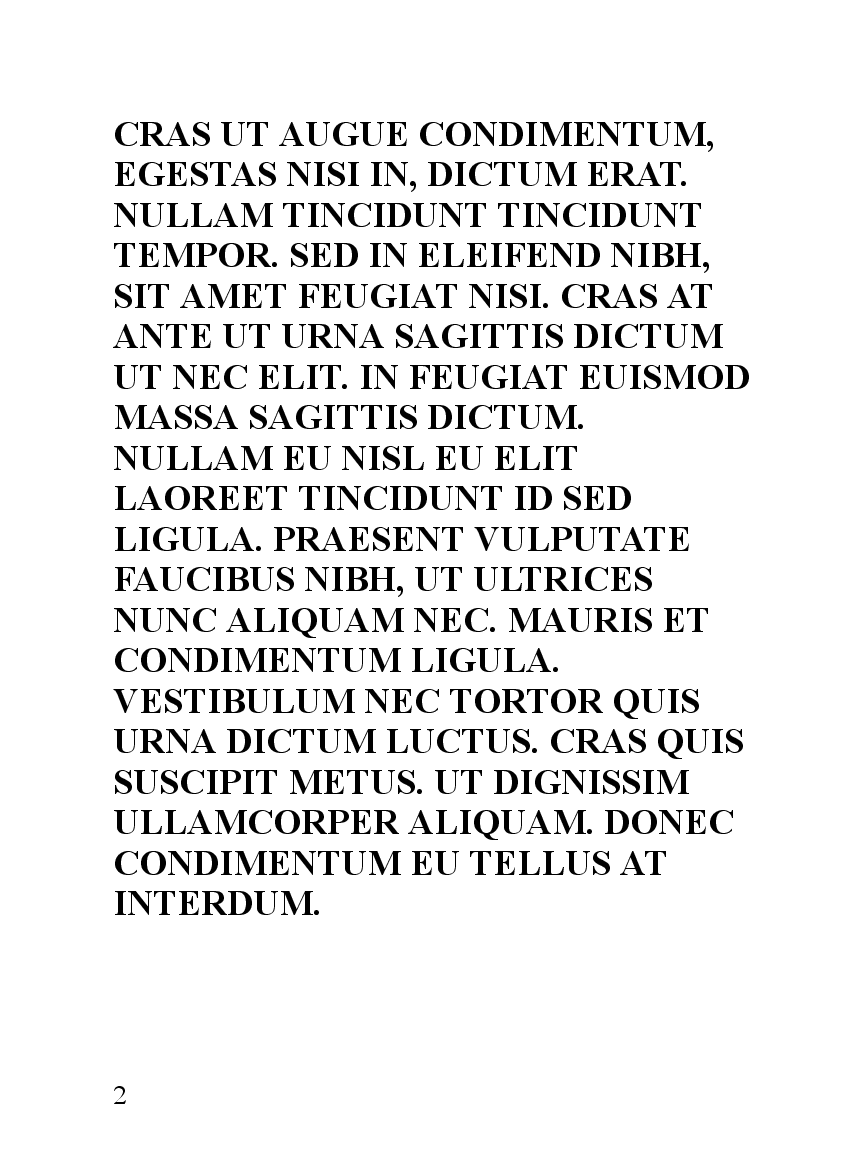 CRAS UT AUGUE CONDIMENTUM,
EGESTAS NISI IN, DICTUM ERAT.
NULLAM TINCIDUNT TINCIDUNT
TEMPOR. SED IN ELEIFEND NIBH,
SIT AMET FEUGIAT NISI. CRAS AT
ANTE UT URNA SAGITTIS DICTUM
UT NEC ELIT. IN FEUGIAT EUISMOD
MASSA SAGITTIS DICTUM.
NULLAM EU NISL EU ELIT
LAOREET TINCIDUNT ID SED
LIGULA. PRAESENT VULPUTATE
FAUCIBUS NIBH, UT ULTRICES
NUNC ALIQUAM NEC. MAURIS ET
CONDIMENTUM LIGULA.
VESTIBULUM NEC TORTOR QUIS
URNA DICTUM LUCTUS. CRAS QUIS
SUSCIPIT METUS. UT DIGNISSIM
ULLAMCORPER ALIQUAM. DONEC
CONDIMENTUM EU TELLUS AT
INTERDUM.
2